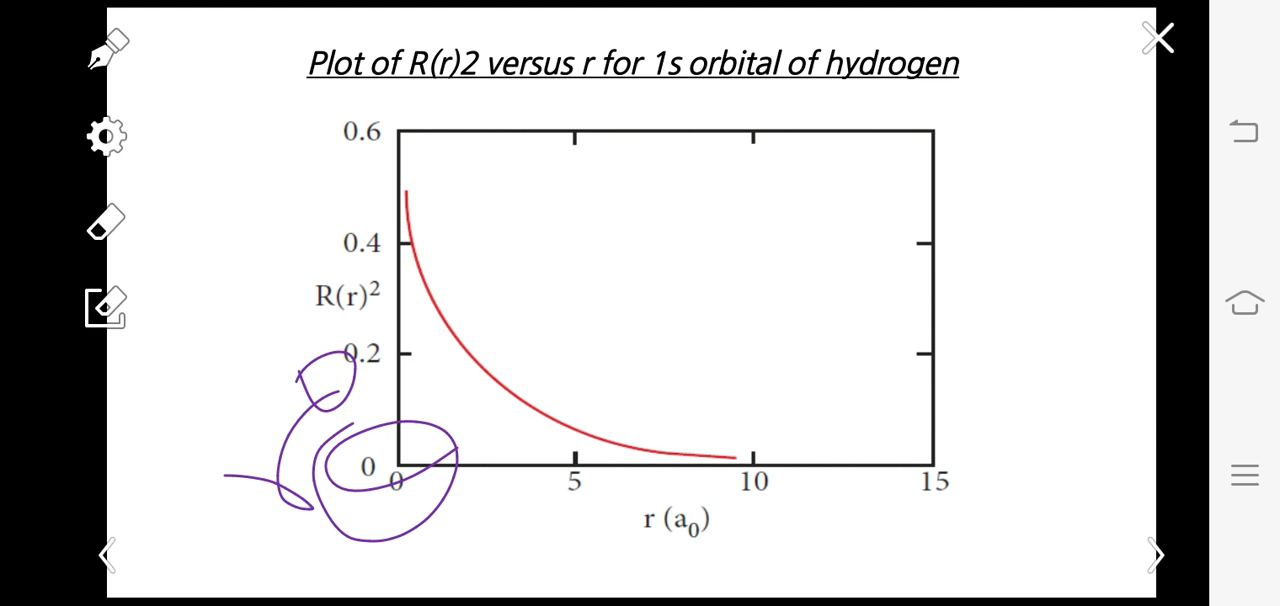 Plot of R(r)2 versus r for 1s orbital of hydrogen
0.6
0.4
R(r)²
0.2
0
0 5 10 15
r (a₀)